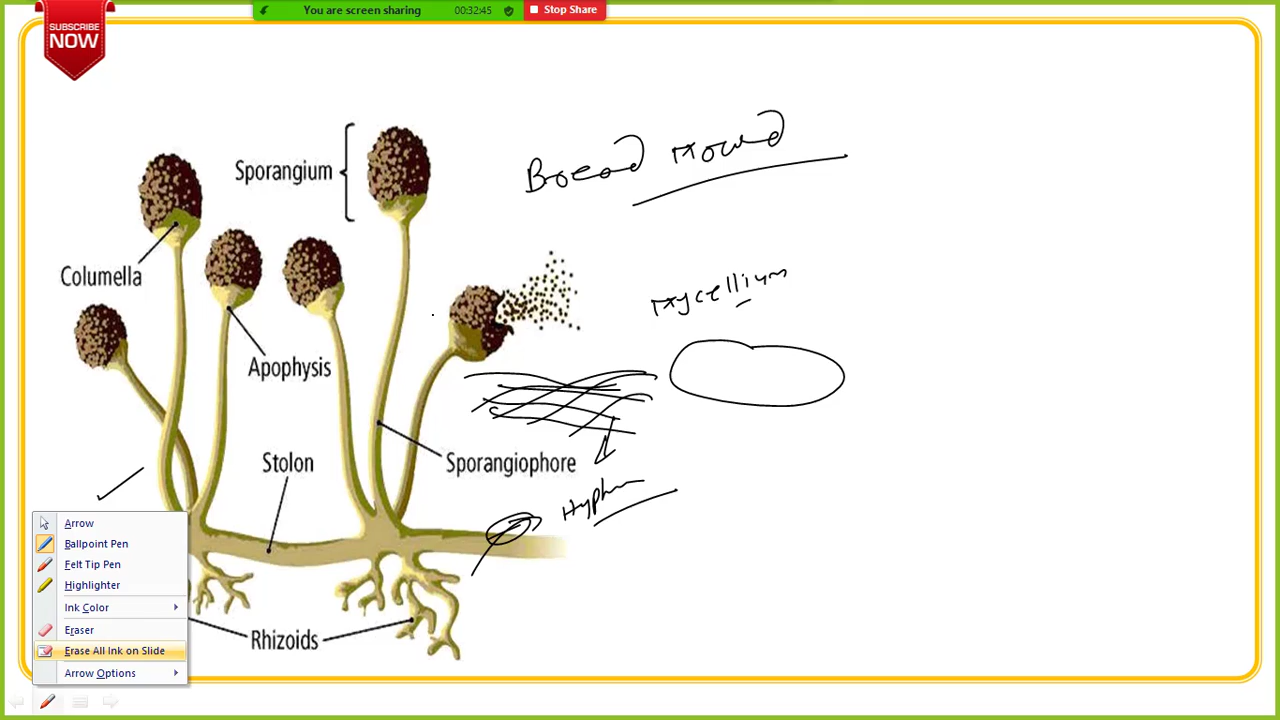 You are screen sharing 00:32:45 Stop Share
SUBSCRIBE
NOW
Sporangium
Bread Mould
Columella
Mycellium
Apophysis
Stolon
Sporangiophore
Hyphae
Arrow
Ballpoint Pen
Felt Tip Pen
Highlighter
Ink Color
Eraser
Erase All Ink on Slide
Arrow Options
Rhizoids